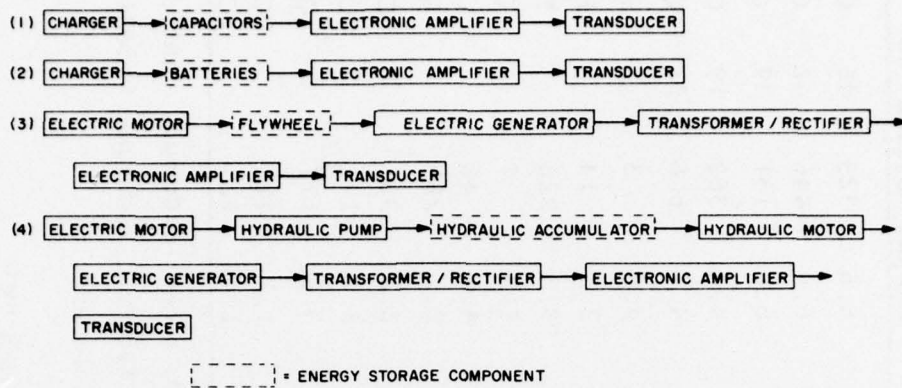 (1) CHARGER CAPACITORS ELECTRONIC AMPLIFIER TRANSDUCER
(2) CHARGER BATTERIES ELECTRONIC AMPLIFIER TRANSDUCER
(3) ELECTRIC MOTOR FLYWHEEL ELECTRIC GENERATOR TRANSFORMER / RECTIFIER
ELECTRONIC AMPLIFIER TRANSDUCER
(4) ELECTRIC MOTOR HYDRAULIC PUMP HYDRAULIC ACCUMULATOR HYDRAULIC MOTOR
ELECTRIC GENERATOR TRANSFORMER / RECTIFIER ELECTRONIC AMPLIFIER
TRANSDUCER
= ENERGY STORAGE COMPONENT